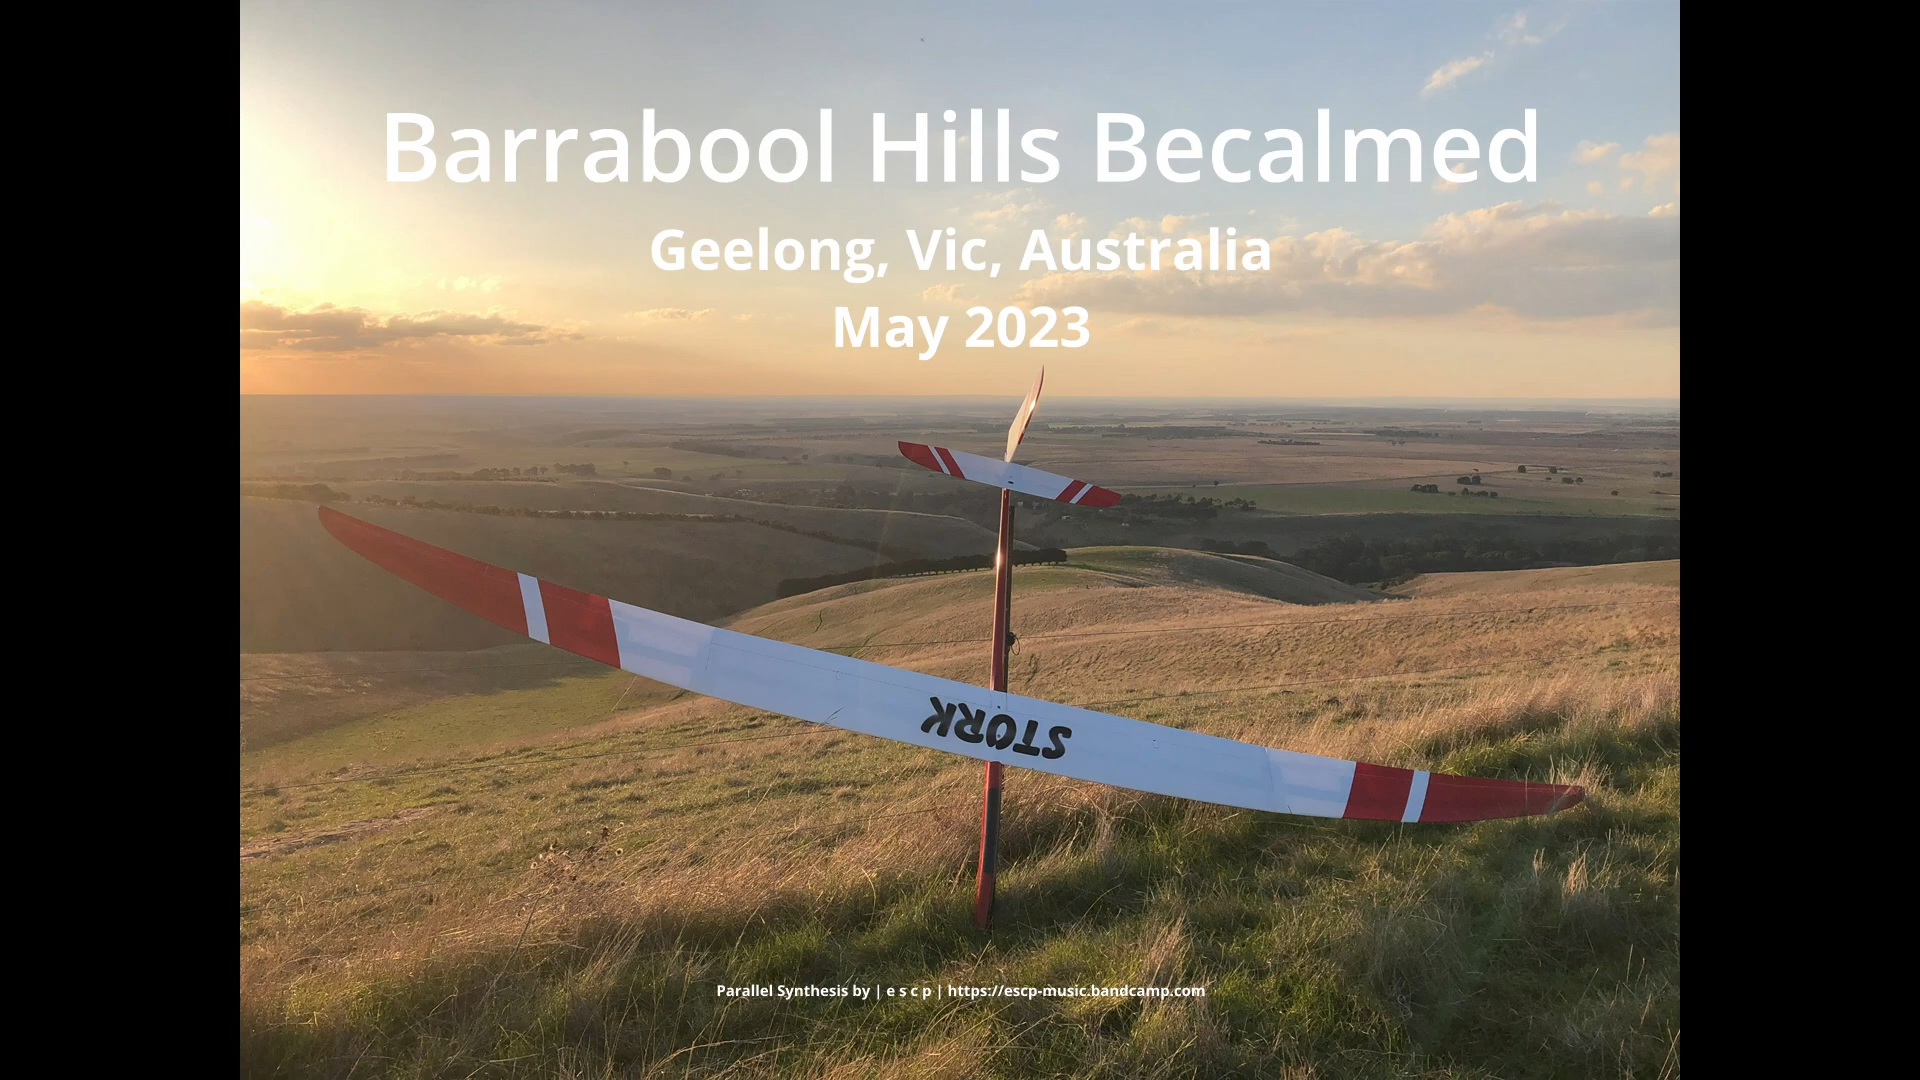 Barrabool Hills Becalmed
Geelong, Vic, Australia
May 2023
STORK
Parallel Synthesis by | e s c p | https://escp-music.bandcamp.com